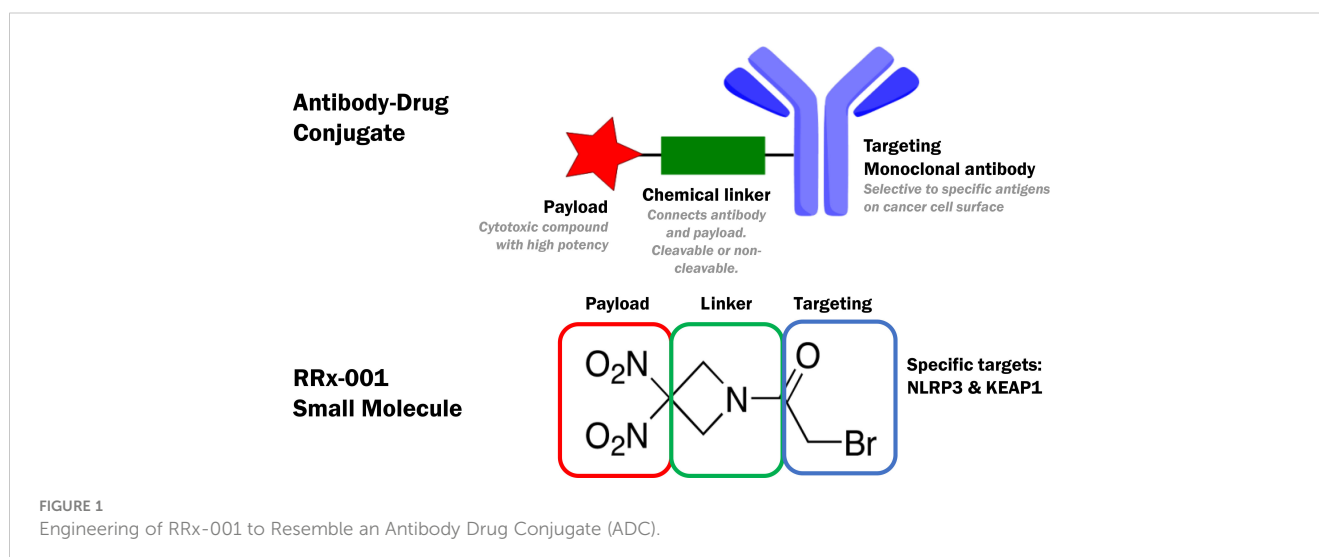 Antibody-Drug
Conjugate
Payload
Cytotoxic compound
with high potency
Chemical linker
Connects antibody
and payload.
Cleavable or non-
cleavable.
Targeting
Monoclonal antibody
Selective to specific antigens
on cancer cell surface
Payload
Linker
Targeting
RRx-001
Small Molecule
O₂N
O₂N
N
O
Br
Specific targets:
NLRP3 & KEAP1
FIGURE 1
Engineering of RRx-001 to Resemble an Antibody Drug Conjugate (ADC).